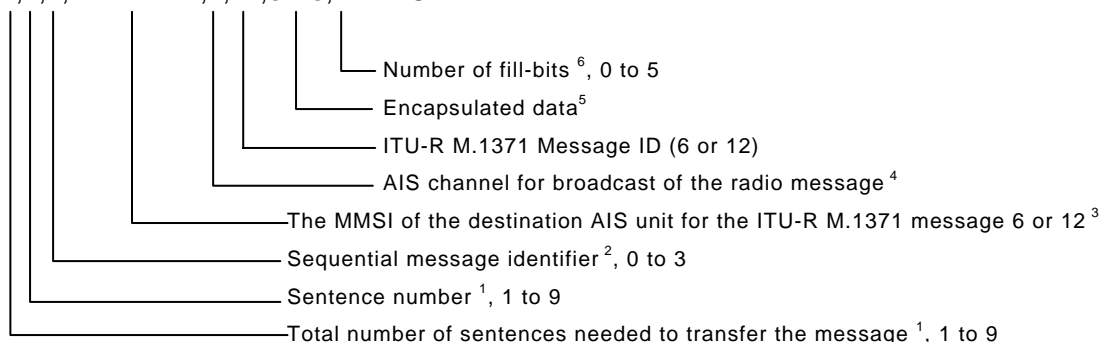 Number of fill-bits 6, 0 to 5
Encapsulated data5
ITU-R M.1371 Message ID (6 or 12)
AIS channel for broadcast of the radio message 4
The MMSI of the destination AIS unit for the ITU-R M.1371 message 6 or 12 3
Sequential message identifier 2, 0 to 3
Sentence number 1, 1 to 9
Total number of sentences needed to transfer the message 1, 1 to 9